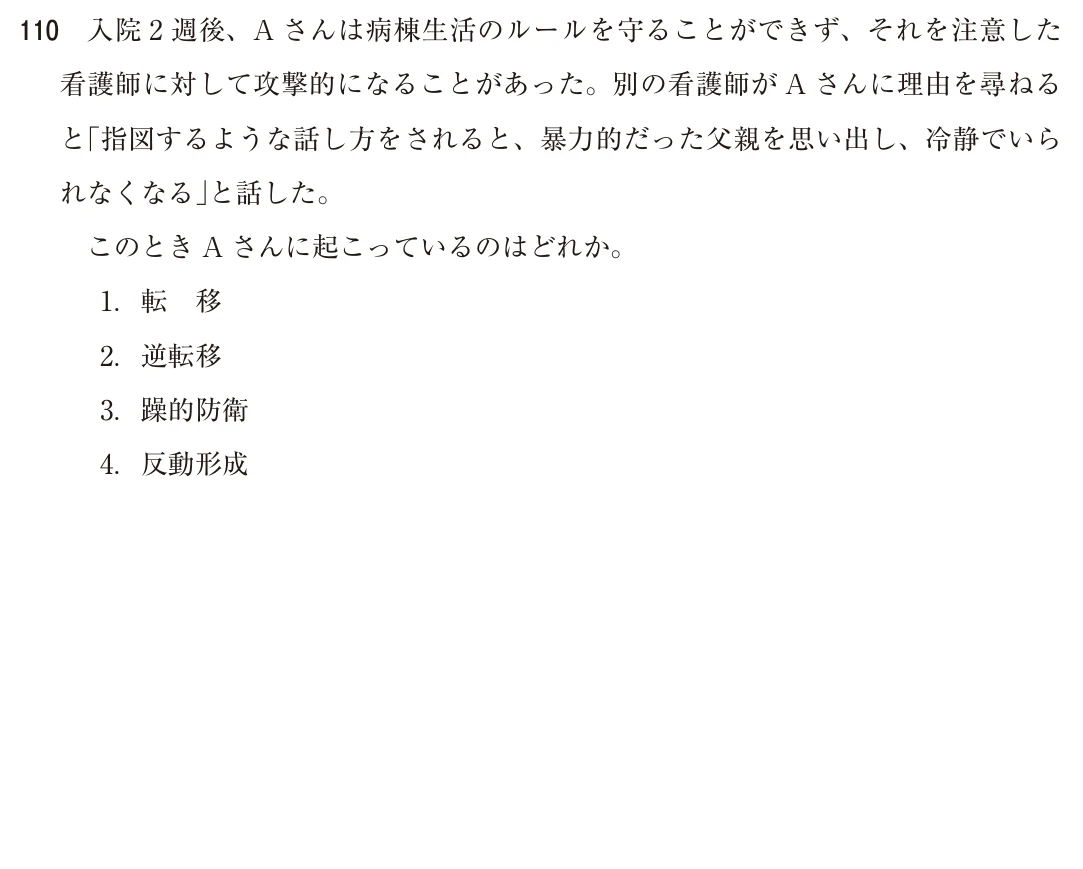 110　入院2週後、Aさんは病棟生活のルールを守ることができず、それを注意した
看護師に対して攻撃的になることがあった。別の看護師がAさんに理由を尋ねる
と「指図するような話し方をされると、暴力的だった父親を思い出し、冷静でいら
れなくなる」と話した。
このときAさんに起こっているのはどれか。
1. 転　移
2. 逆転移
3. 躁的防衛
4. 反動形成